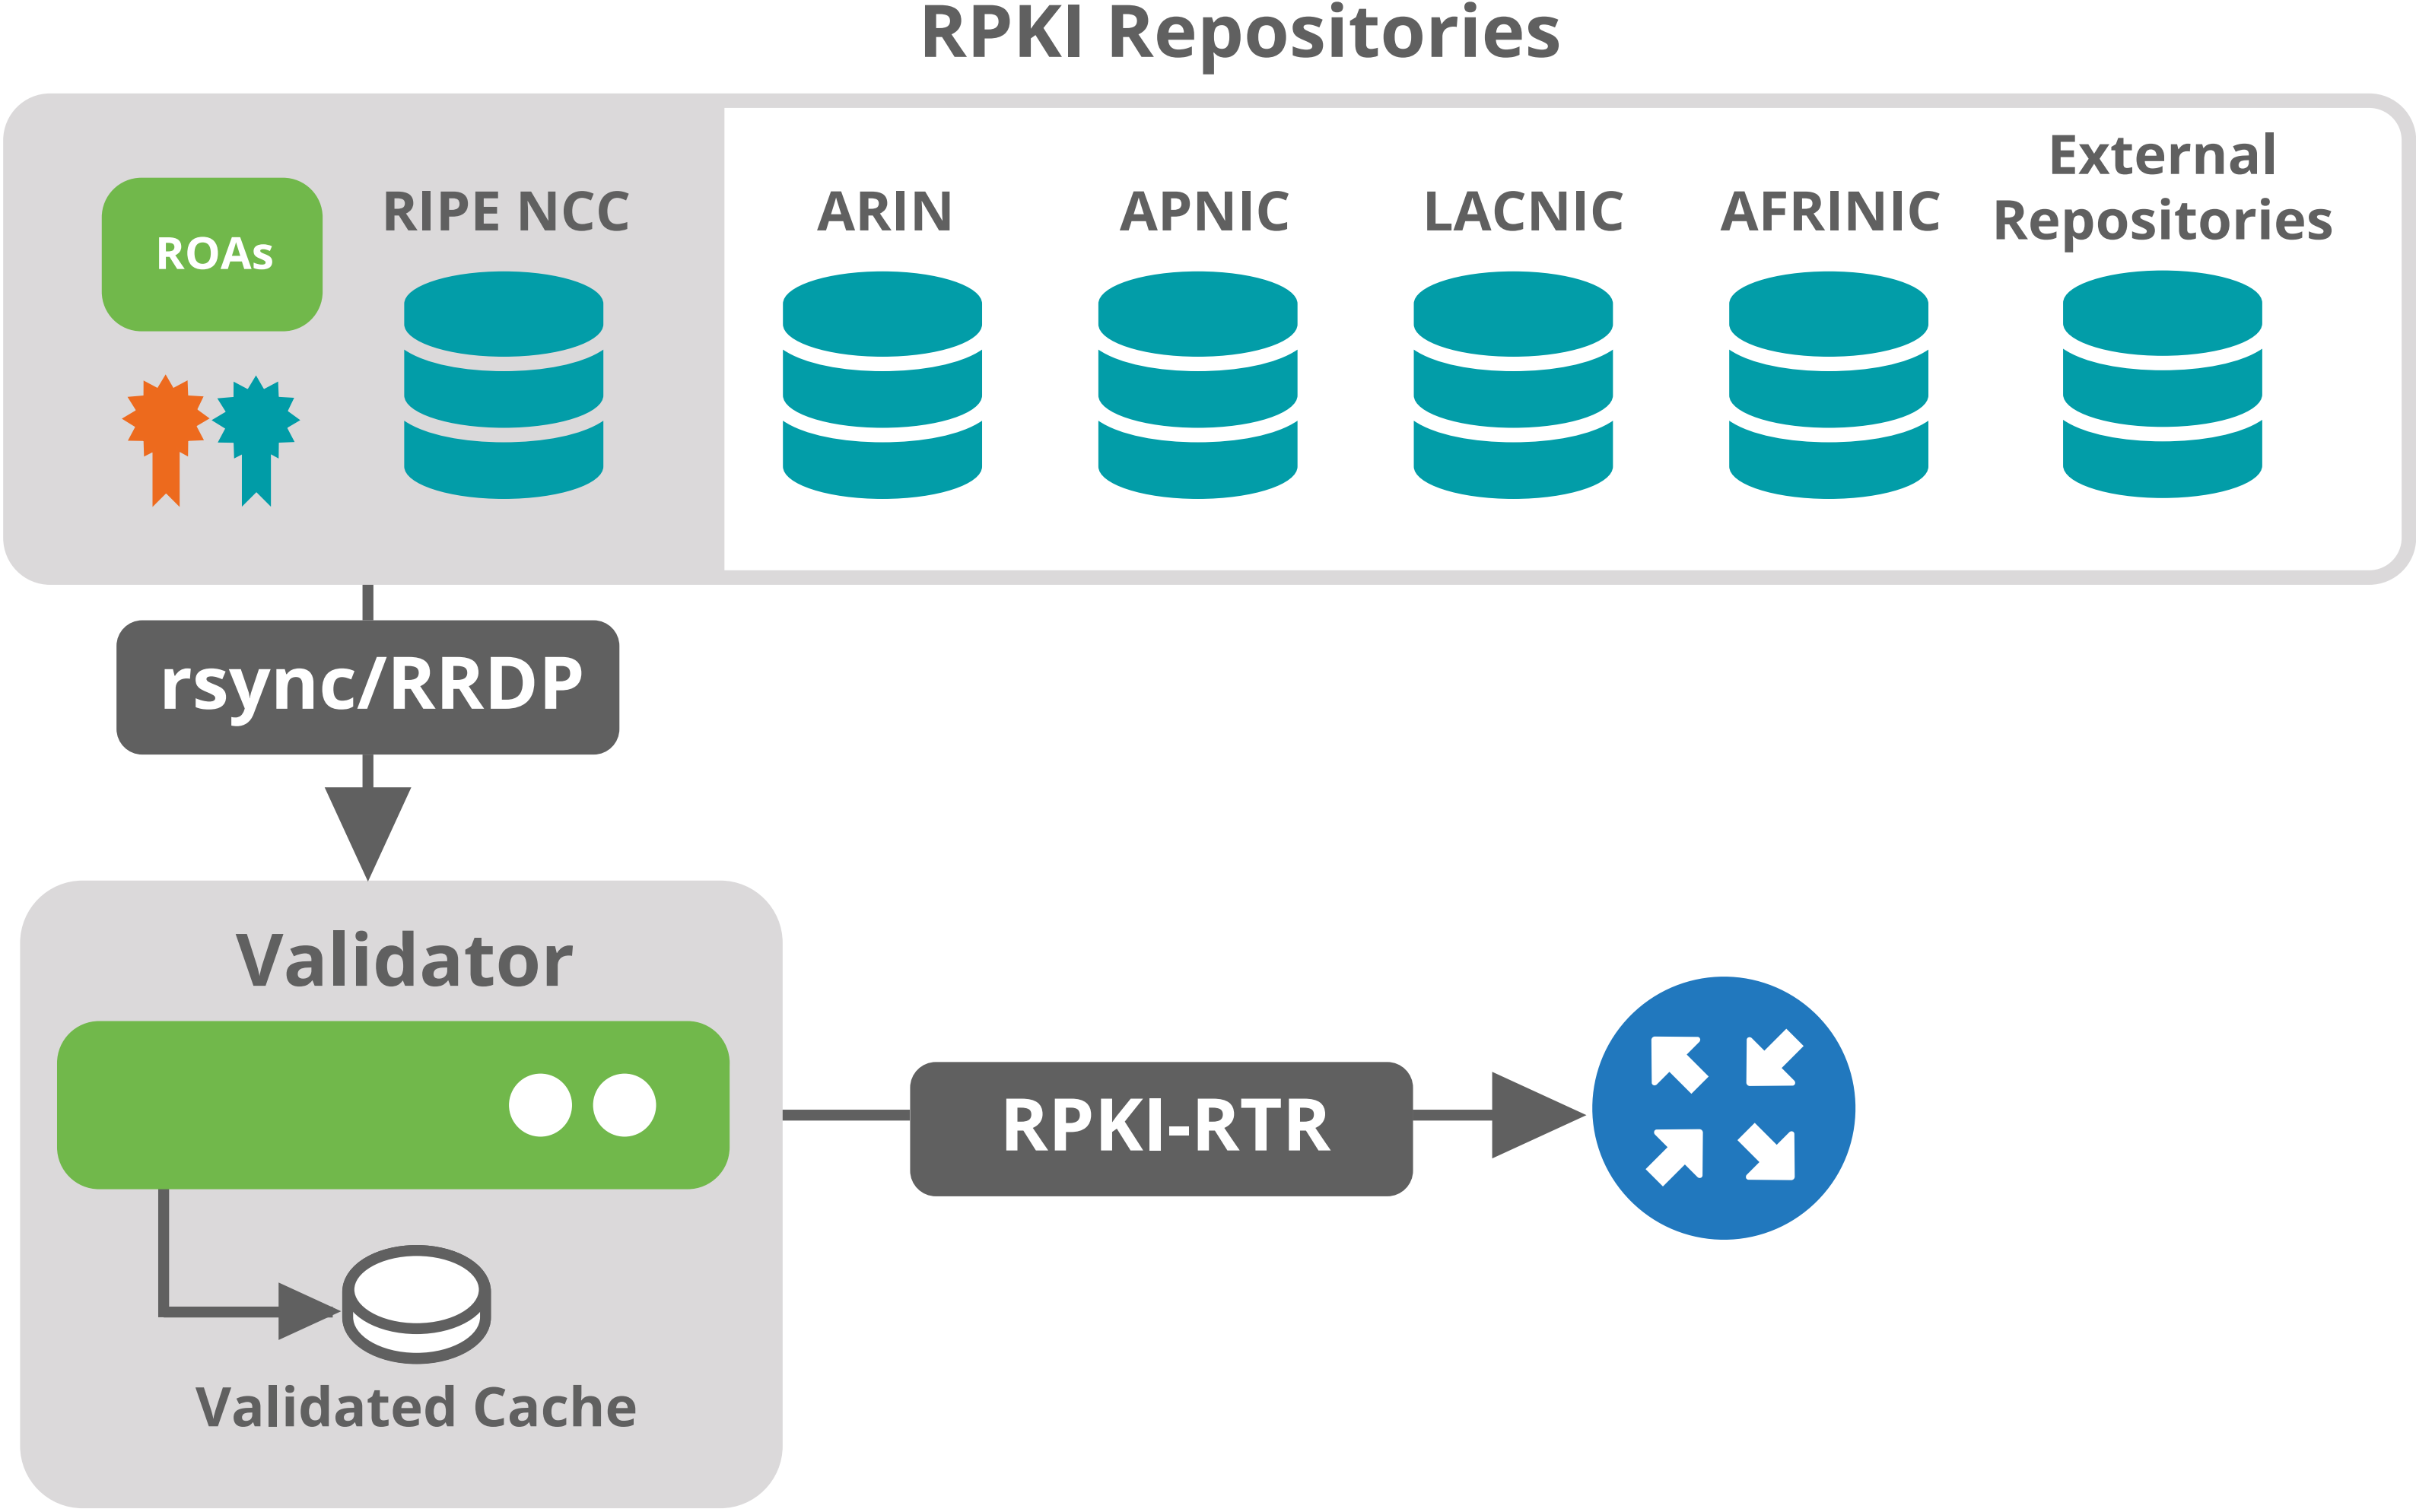 RPKI Repositories
ROAs
RIPE NCC
ARIN
APNIC
LACNIC
AFRINIC
External
Repositories
rsync/RRDP
Validator
RPKI-RTR
Validated Cache